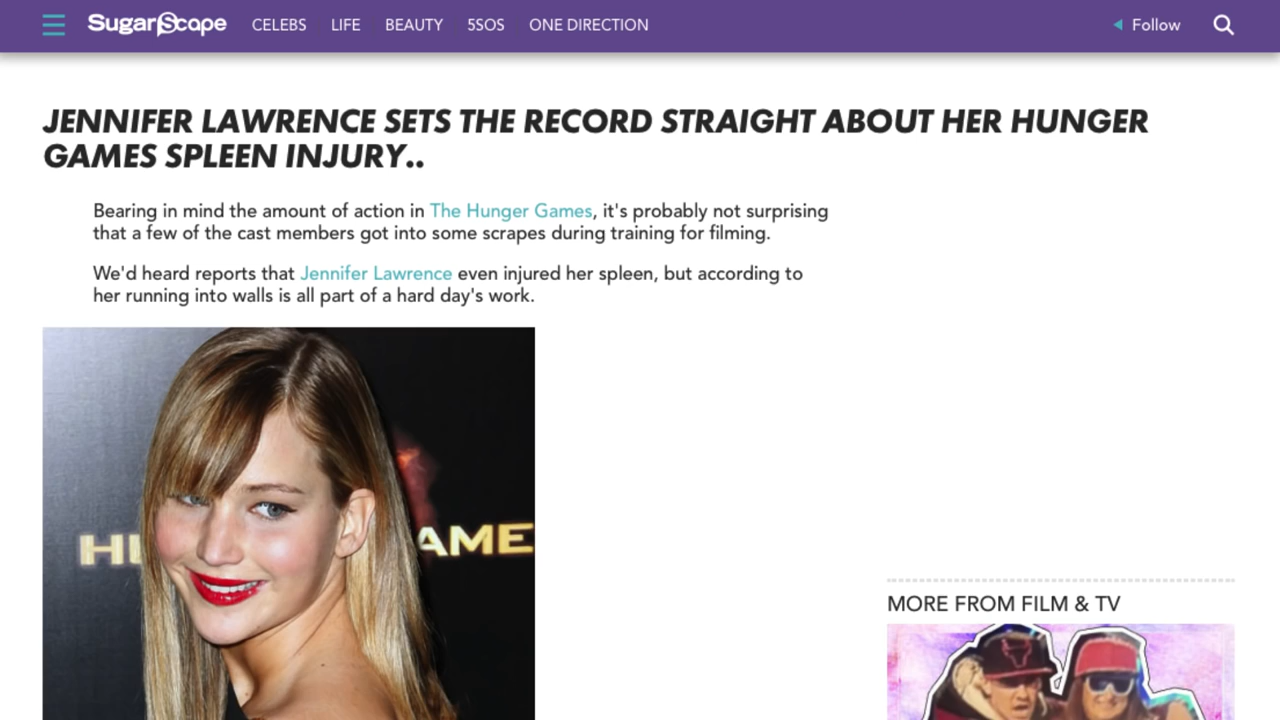 SugarScape CELEBS LIFE BEAUTY 5SOS ONE DIRECTION Follow
JENNIFER LAWRENCE SETS THE RECORD STRAIGHT ABOUT HER HUNGER
GAMES SPLEEN INJURY..
Bearing in mind the amount of action in The Hunger Games, it's probably not surprising
that a few of the cast members got into some scrapes during training for filming.
We'd heard reports that Jennifer Lawrence even injured her spleen, but according to
her running into walls is all part of a hard day's work.
HU AME
MORE FROM FILM & TV